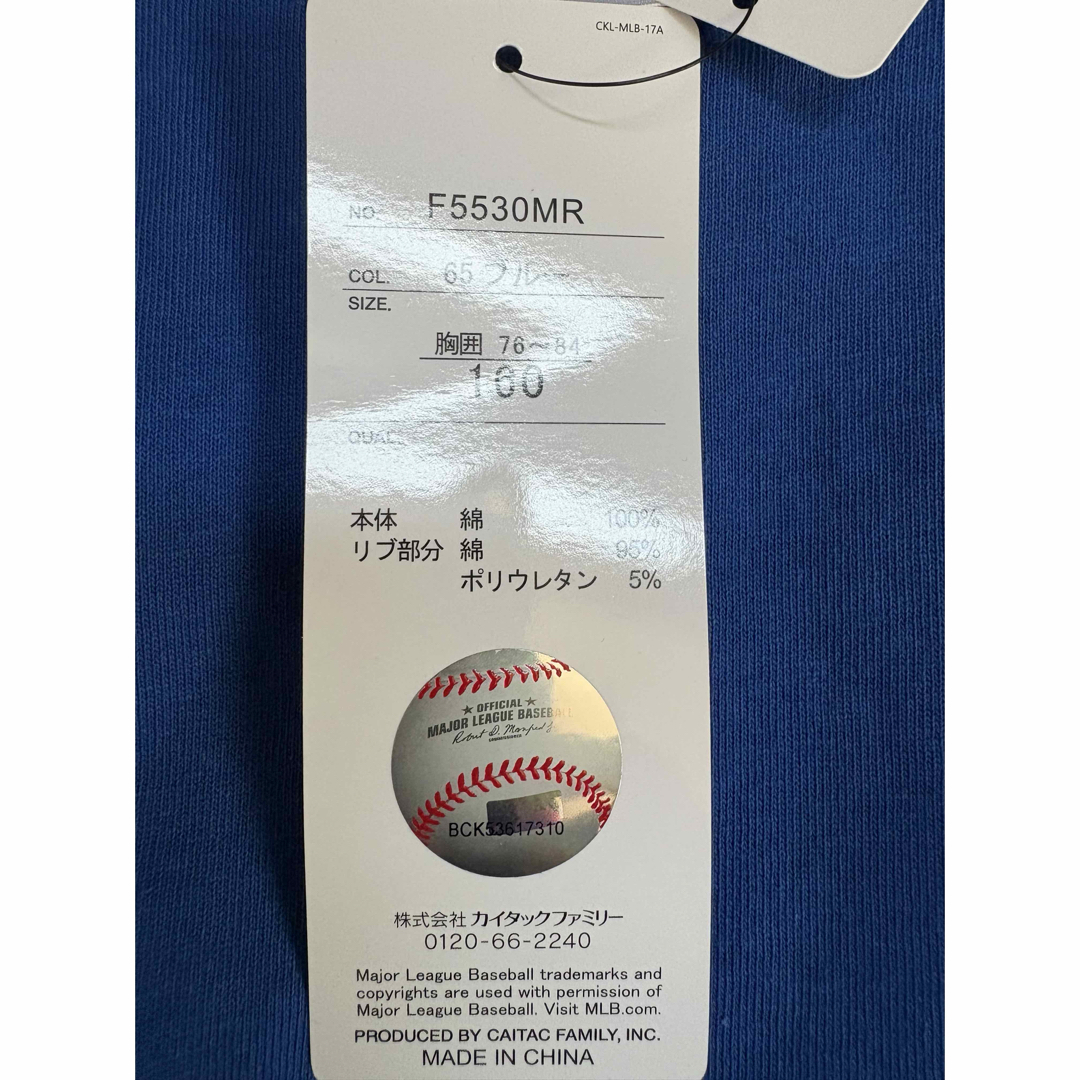 CKL-MLB-17A
NO. F5530MR
COL. 65 ブルー
SIZE.
胸囲 76〜84
160
QUAL.
本体 綿 100%
リブ部分 綿 95%
ポリウレタン 5%
★ OFFICIAL ★
MAJOR LEAGUE BASEBALL
Robert D. Manfred Jr.
COMMISSIONER
BCK53617310
株式会社 カイタックファミリー
0120-66-2240
Major League Baseball trademarks and
copyrights are used with permission of
Major League Baseball. Visit MLB.com.
PRODUCED BY CAITAC FAMILY, INC.
MADE IN CHINA